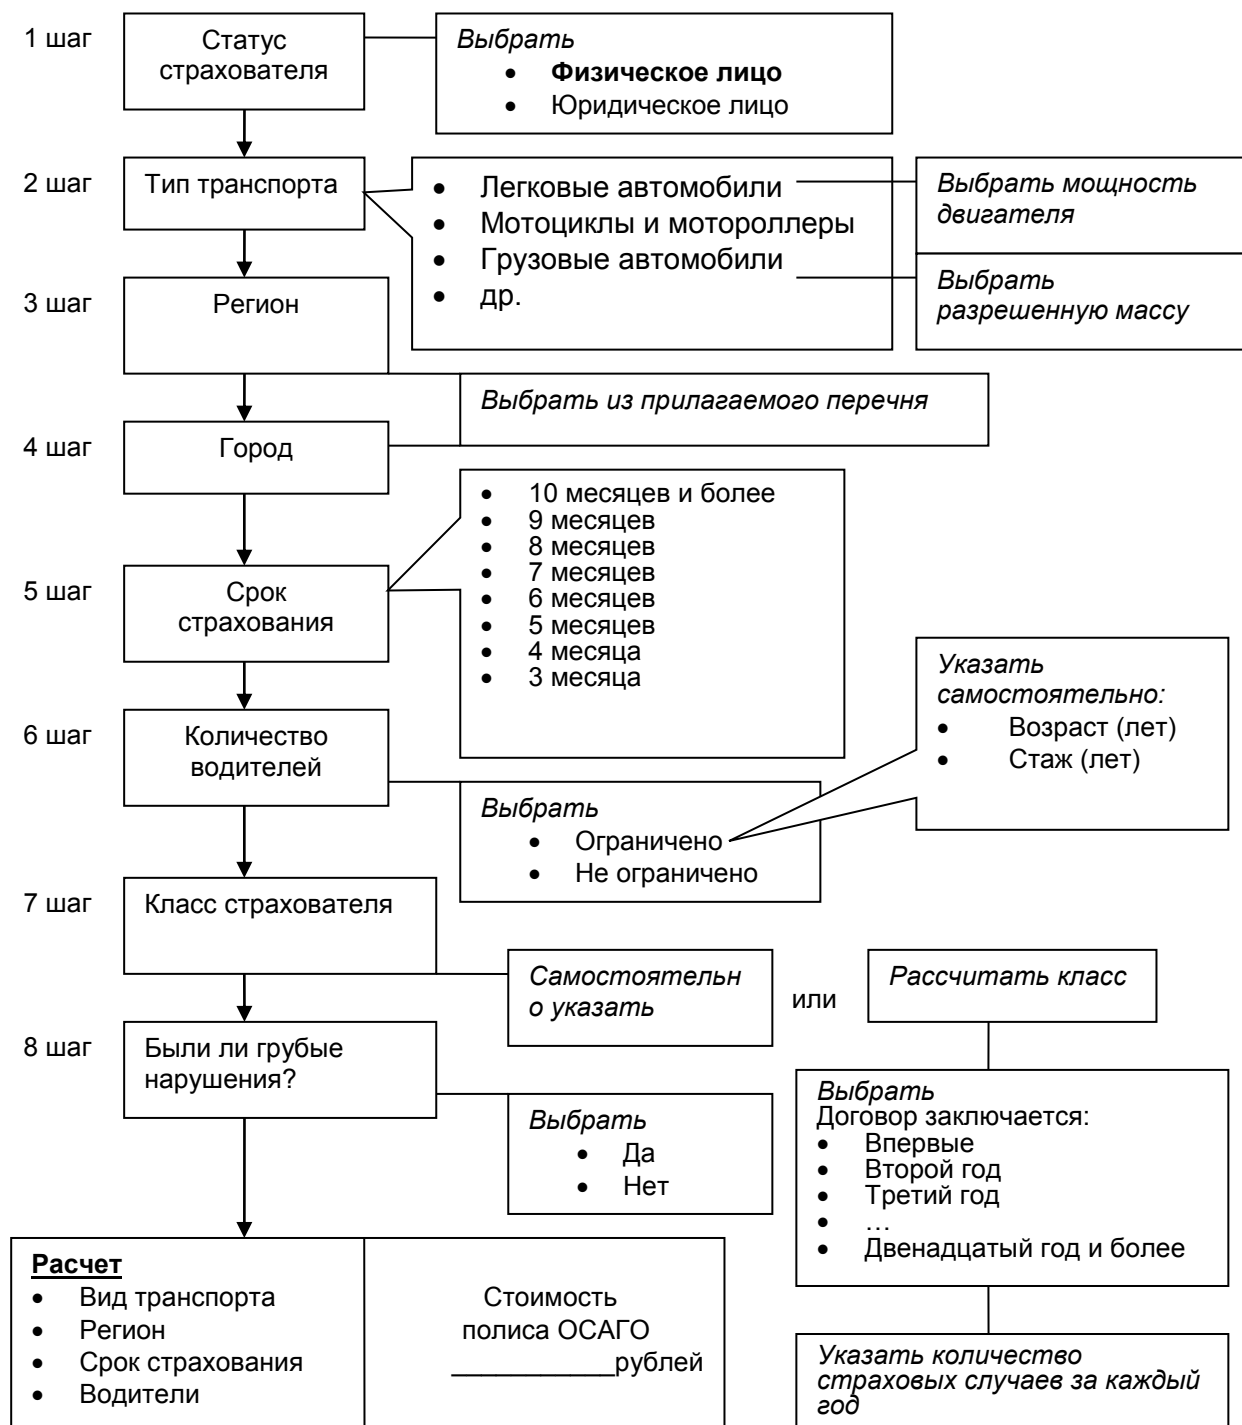 1 шаг
Статус
страхователя
Выбрать
• Физическое лицо
• Юридическое лицо
2 шаг
Тип транспорта
• Легковые автомобили
• Мотоциклы и мотороллеры
• Грузовые автомобили
• др.
Выбрать мощность
двигателя
Выбрать
разрешенную массу
3 шаг
Регион
Выбрать из прилагаемого перечня
4 шаг
Город
5 шаг
Срок
страхования
• 10 месяцев и более
• 9 месяцев
• 8 месяцев
• 7 месяцев
• 6 месяцев
• 5 месяцев
• 4 месяца
• 3 месяца
6 шаг
Количество
водителей
Выбрать
• Ограничено
• Не ограничено
Указать
самостоятельно:
• Возраст (лет)
• Стаж (лет)
7 шаг
Класс страхователя
Самостоятельн
о указать
или
Рассчитать класс
Выбрать
Договор заключается:
• Впервые
• Второй год
• Третий год
• …
• Двенадцатый год и более
Указать количество
страховых случаев за каждый
год
8 шаг
Были ли грубые
нарушения?
Выбрать
• Да
• Нет
Расчет
• Вид транспорта
• Регион
• Срок страхования
• Водители
Стоимость
полиса ОСАГО
____________рублей